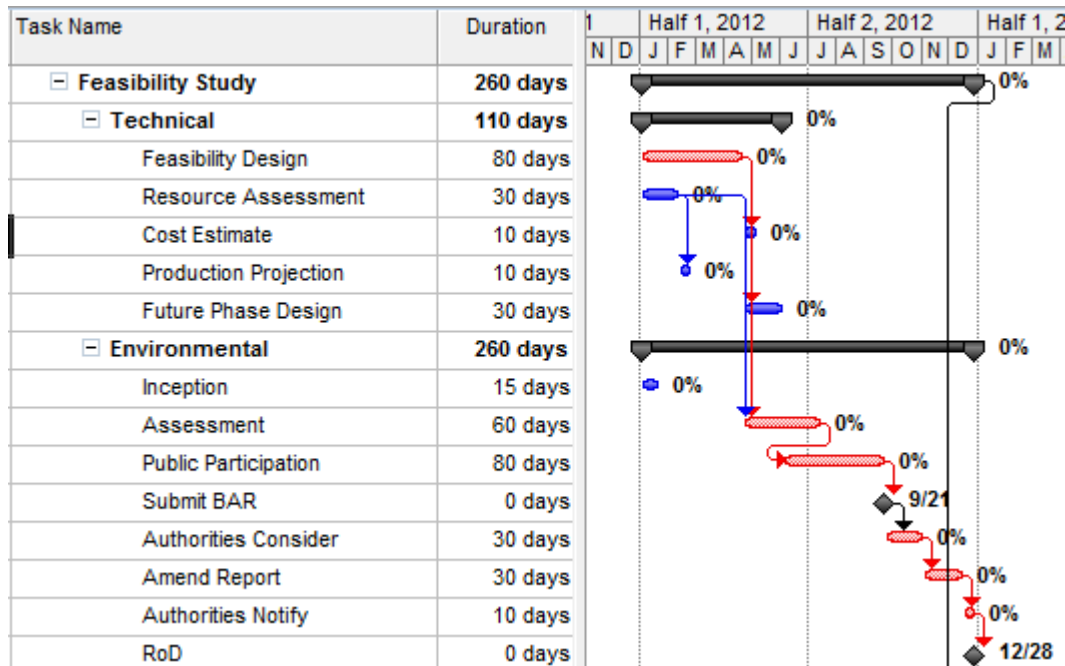 Task Name Duration 1 Half 1, 2012 Half 2, 2012 Half 1, 2
N D J F M A M J J A S O N D J F M
Feasibility Study 260 days 0%
Technical 110 days 0%
Feasibility Design 80 days 0%
Resource Assessment 30 days 0%
Cost Estimate 10 days 0%
Production Projection 10 days 0%
Future Phase Design 30 days 0%
Environmental 260 days 0%
Inception 15 days 0%
Assessment 60 days 0%
Public Participation 80 days 0%
Submit BAR 0 days 9/21
Authorities Consider 30 days 0%
Amend Report 30 days 0%
Authorities Notify 10 days 0%
RoD 0 days 12/28